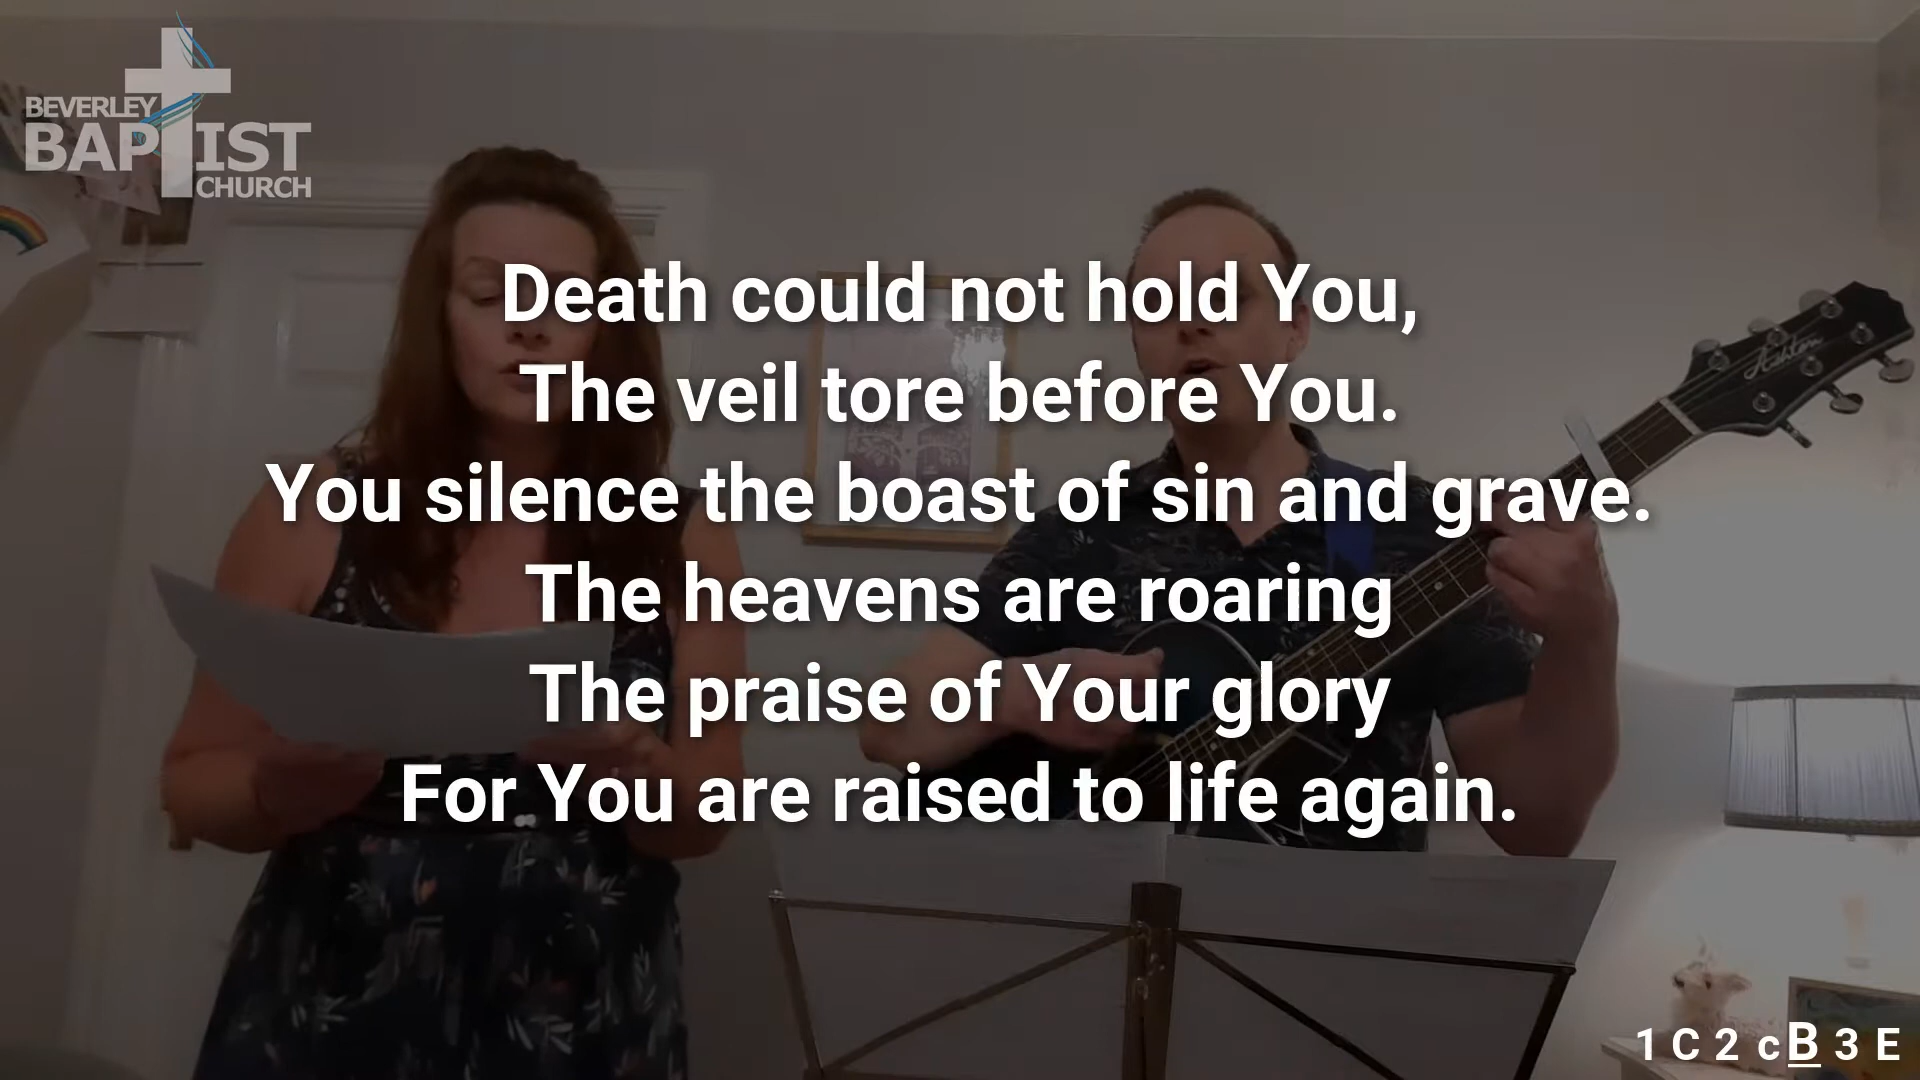 BEVERLEY
BAPTIST
CHURCH
Death could not hold You,
The veil tore before You.
You silence the boast of sin and grave.
The heavens are roaring
The praise of Your glory
For You are raised to life again.
Ashton
1 C 2 c B 3 E